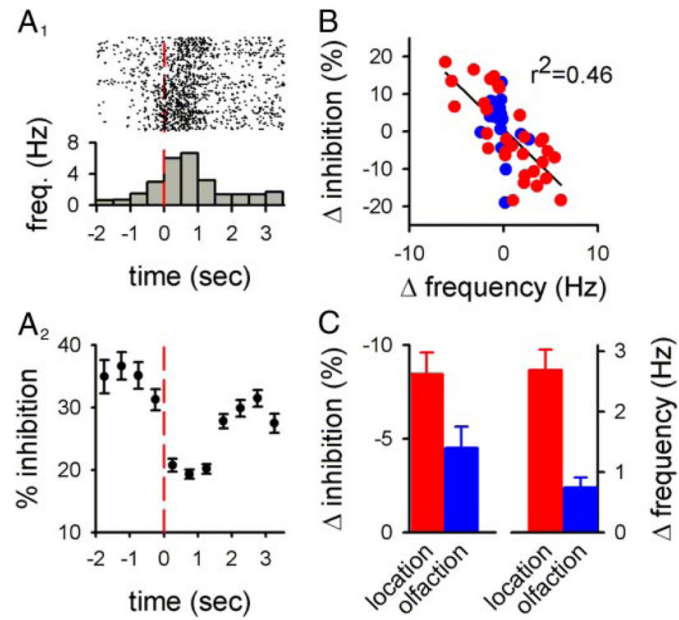 A1
freq. (Hz)
8
4
0
-2 -1 0 1 2 3
time (sec)
B
Δ inhibition (%)
20
10
0
-10
-20
r2=0.46
-10 0 10
Δ frequency (Hz)
A2
% inhibition
40
30
20
10
-2 -1 0 1 2 3
time (sec)
C
Δ inhibition (%)
-10
-5
0
Δ frequency (Hz)
3
2
1
0
location
olfaction
location
olfaction